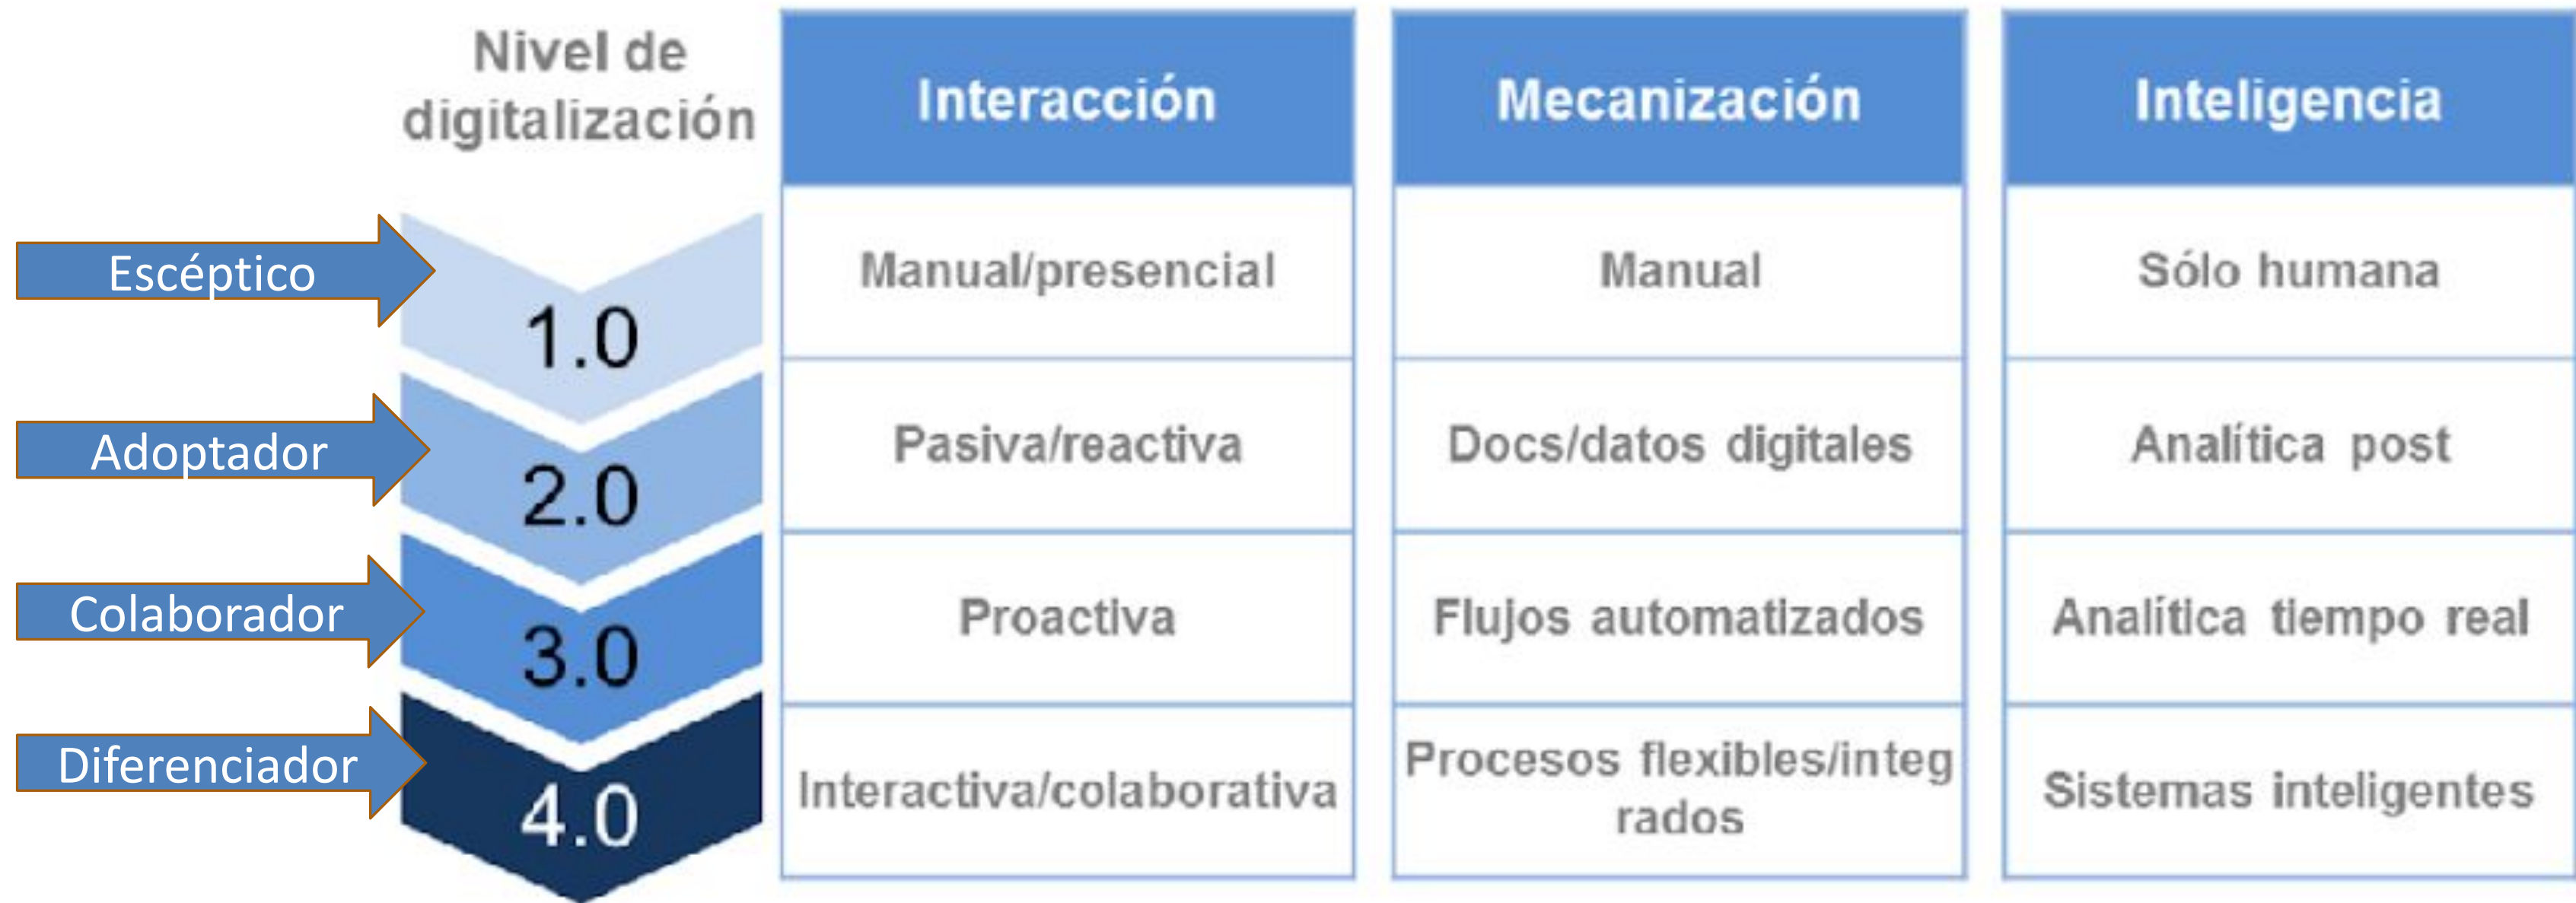 Nivel de
digitalización
Interacción
Mecanización
Inteligencia
Escéptico
1.0
Manual/presencial
Manual
Sólo humana
Adoptador
2.0
Pasiva/reactiva
Docs/datos digitales
Analítica post
Colaborador
3.0
Proactiva
Flujos automatizados
Analítica tiempo real
Diferenciador
4.0
Interactiva/colaborativa
Procesos flexibles/integ
rados
Sistemas inteligentes